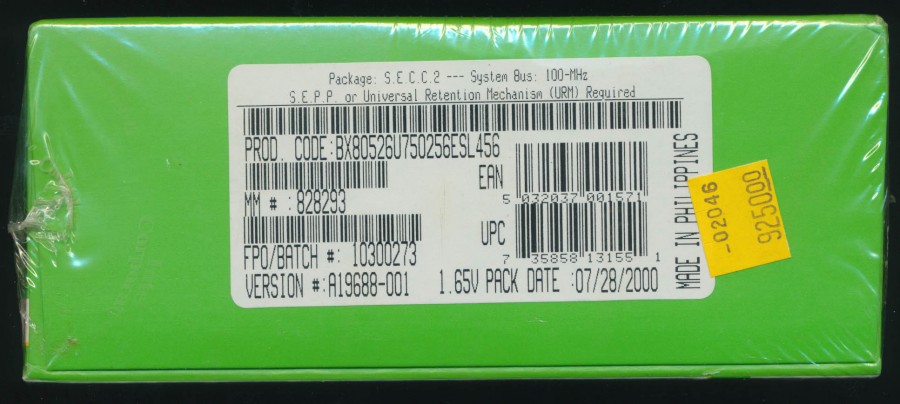 Package: S.E.C.C.2 --- System Bus: 100-MHz
S.E.P.P. or Universal Retention Mechanism (URM) Required
PROD. CODE:BX80526U750256ESL456
EAN
5 032037 001571
MM # :828293
UPC
7 35858 13155 1
FPO/BATCH #: 10300273
VERSION #:A19688-001 1.65V PACK DATE :07/28/2000
MADE IN PHILIPPINES
-02046
925000